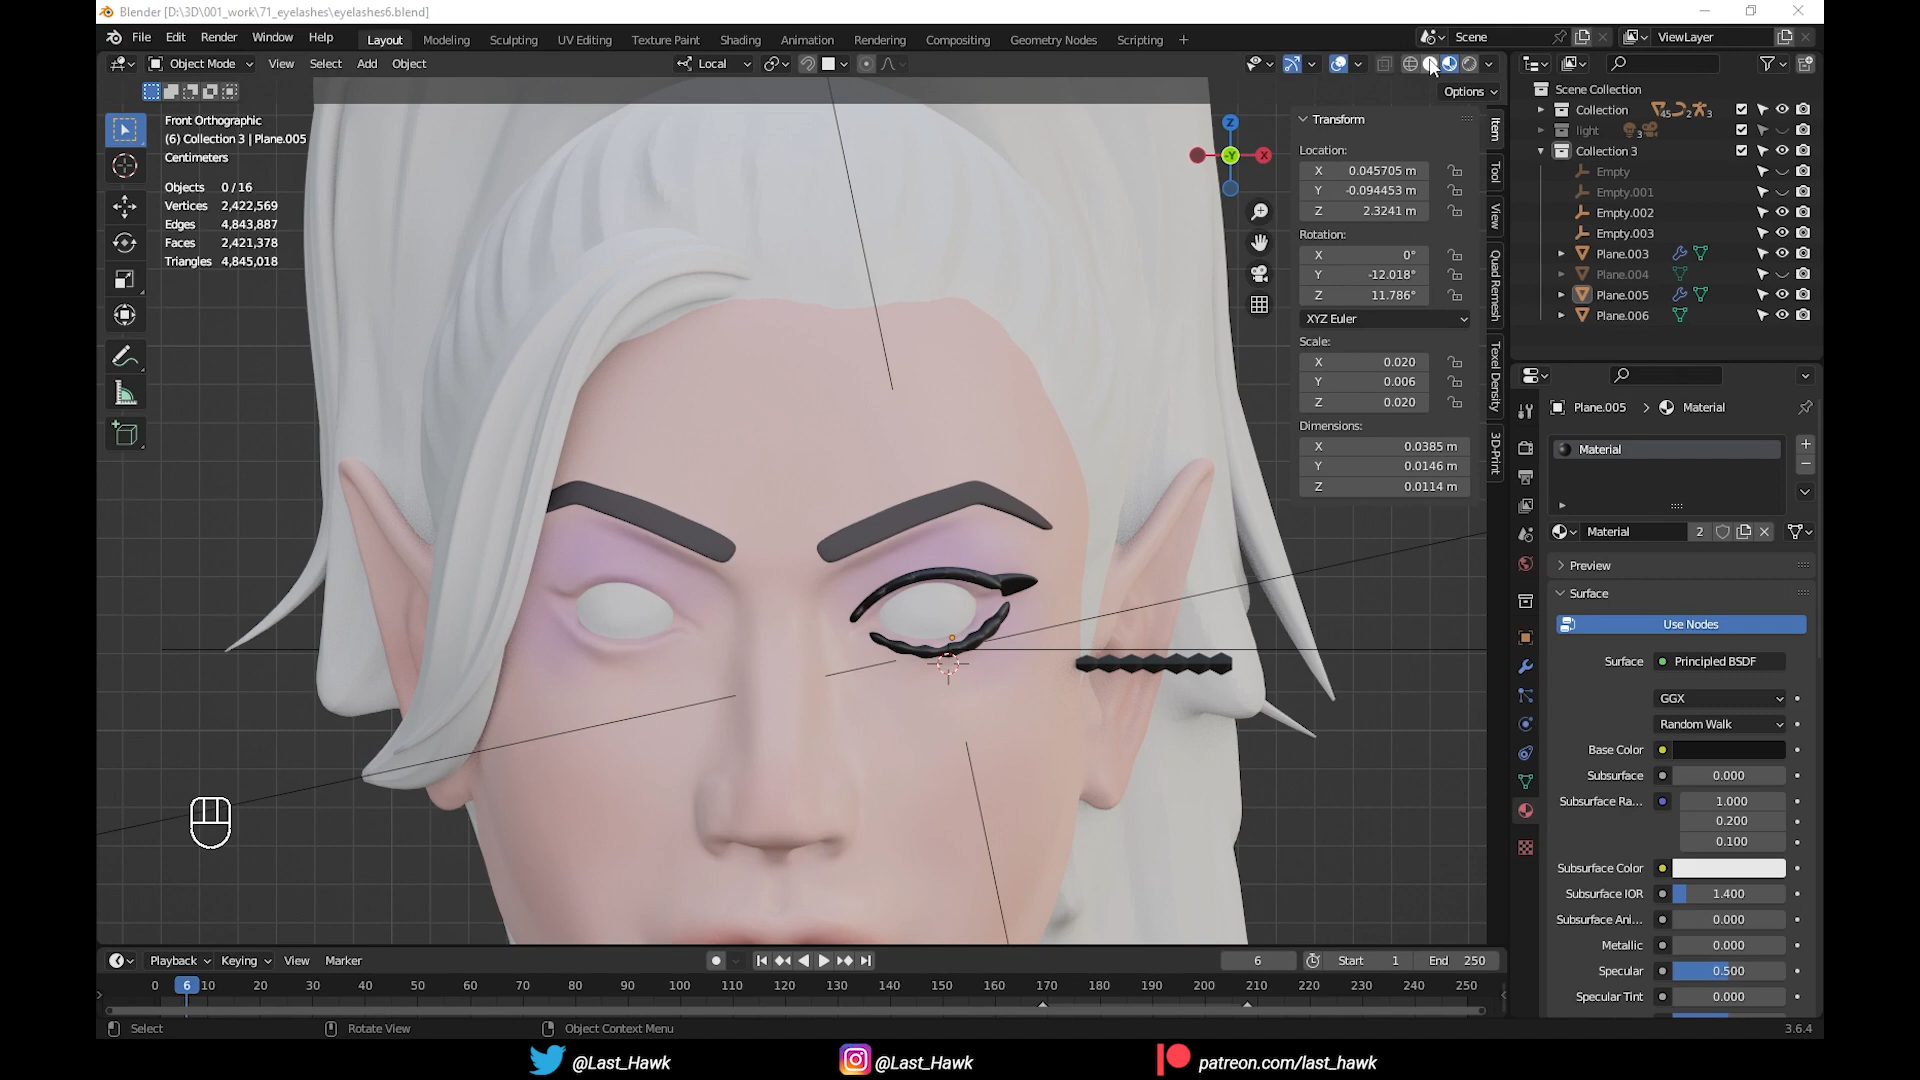 Blender [D:\3D\001_work\71_eyelashes\eyelashes6.blend]
File Edit Render Window Help
Layout Modeling Sculpting UV Editing Texture Paint Shading Animation Rendering Compositing Geometry Nodes Scripting +
Scene
ViewLayer
Object Mode View Select Add Object
Local
Options
Front Orthographic
(6) Collection 3 | Plane.005
Centimeters
Objects 0/16
Vertices 2,422,569
Edges 4,843,887
Faces 2,421,378
Triangles 4,845,018
Z
-Y
X
Transform
Location:
X 0.045705 m
Y -0.094453 m
Z 2.3241 m
Rotation:
X 0°
Y -12.018°
Z 11.786°
XYZ Euler
Scale:
X 0.020
Y 0.006
Z 0.020
Dimensions:
X 0.0385 m
Y 0.0146 m
Z 0.0114 m
Item
Tool
View
Quad Remesh
Texel Density
3D-Print
Scene Collection
Collection 45 2 3
light 3
Collection 3
Empty
Empty.001
Empty.002
Empty.003
Plane.003
Plane.004
Plane.005
Plane.006
Plane.005 > Material
Material
Material 2
Preview
Surface
Use Nodes
Surface Principled BSDF
GGX
Random Walk
Base Color
Subsurface 0.000
Subsurface Ra... 1.000
0.200
0.100
Subsurface Color
Subsurface IOR 1.400
Subsurface Ani... 0.000
Metallic 0.000
Specular 0.500
Specular Tint 0.000
Playback Keying View Marker
6
Start 1 End 250
0 6 10 20 30 40 50 60 70 80 90 100 110 120 130 140 150 160 170 180 190 200 210 220 230 240 250
Select Rotate View Object Context Menu
3.6.4
@Last_Hawk @Last_Hawk patreon.com/last_hawk